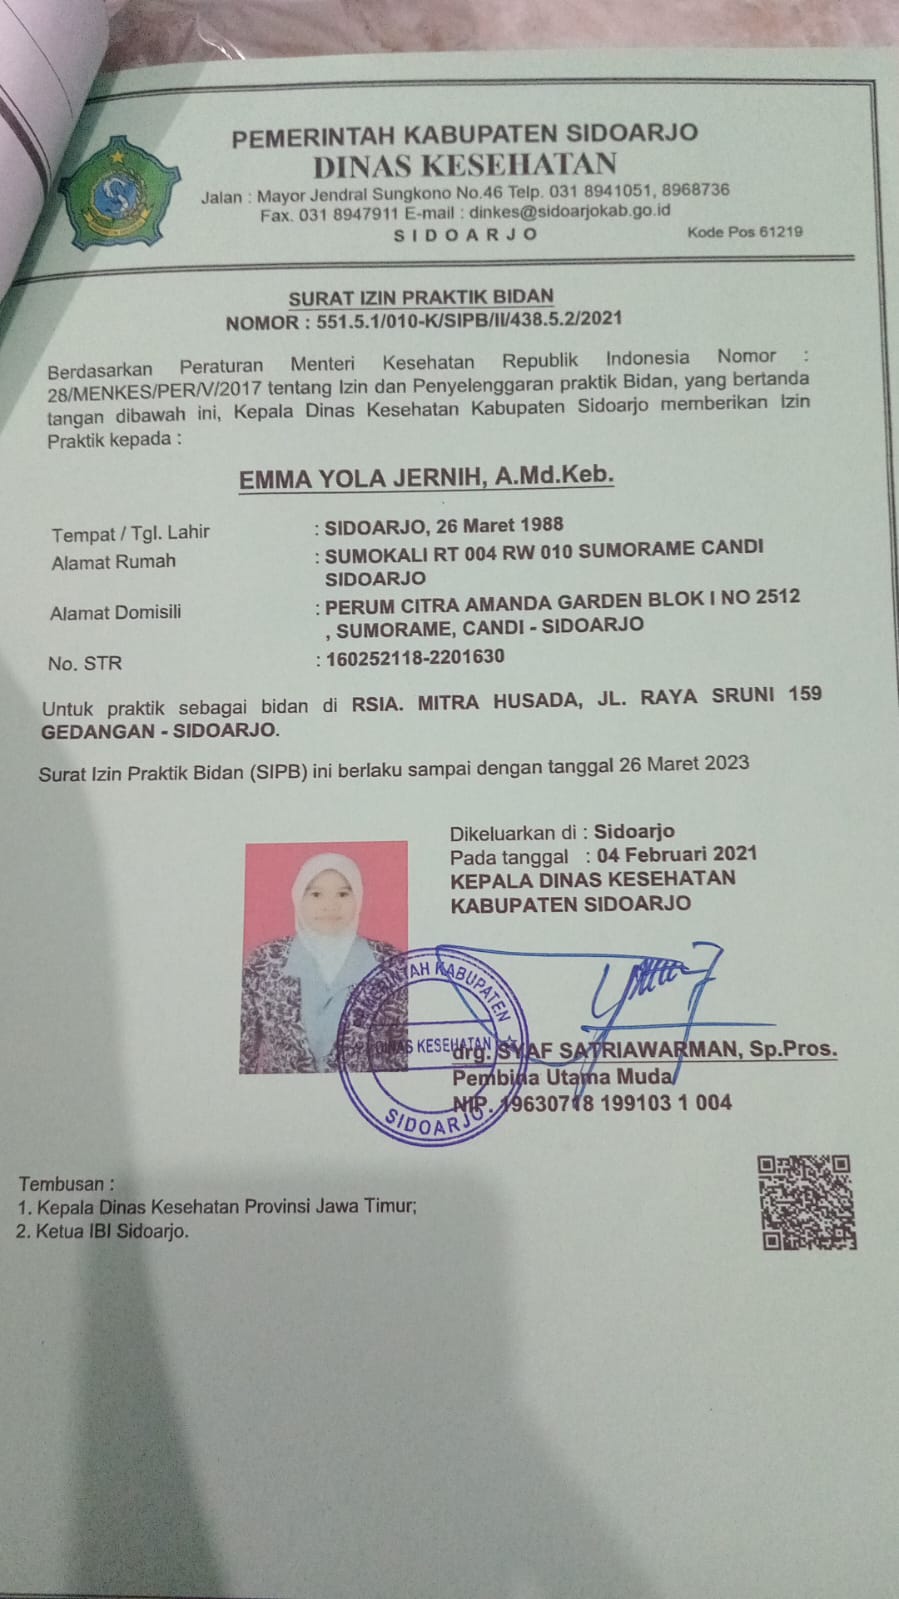 PEMERINTAH KABUPATEN SIDOARJO
DINAS KESEHATAN
Jalan : Mayor Jendral Sungkono No.46 Telp. 031 8941051, 8968736
Fax. 031 8947911 E-mail : dinkes@sidoarjokab.go.id
SIDOARJO
Kode Pos 61219
SURAT IZIN PRAKTIK BIDAN
NOMOR : 551.5.1/010-K/SIPB/II/438.5.2/2021
Berdasarkan Peraturan Menteri Kesehatan Republik Indonesia Nomor :
28/MENKES/PER/V/2017 tentang Izin dan Penyelenggaran praktik Bidan, yang bertanda
tangan dibawah ini, Kepala Dinas Kesehatan Kabupaten Sidoarjo memberikan Izin
Praktik kepada :
EMMA YOLA JERNIH, A.Md.Keb.
Tempat / Tgl. Lahir : SIDOARJO, 26 Maret 1988
Alamat Rumah : SUMOKALI RT 004 RW 010 SUMORAME CANDI
SIDOARJO
Alamat Domisili : PERUM CITRA AMANDA GARDEN BLOK I NO 2512
, SUMORAME, CANDI - SIDOARJO
No. STR : 160252118-2201630
Untuk praktik sebagai bidan di RSIA. MITRA HUSADA, JL. RAYA SRUNI 159
GEDANGAN - SIDOARJO.
Surat Izin Praktik Bidan (SIPB) ini berlaku sampai dengan tanggal 26 Maret 2023
Dikeluarkan di : Sidoarjo
Pada tanggal : 04 Februari 2021
KEPALA DINAS KESEHATAN
KABUPATEN SIDOARJO
PEMERINTAH KABUPATEN
DINAS KESEHATAN
SIDOARJO
drg. SYAF SATRIAWARMAN, Sp.Pros.
Pembina Utama Muda
NIP. 19630718 199103 1 004
Tembusan :
1. Kepala Dinas Kesehatan Provinsi Jawa Timur;
2. Ketua IBI Sidoarjo.